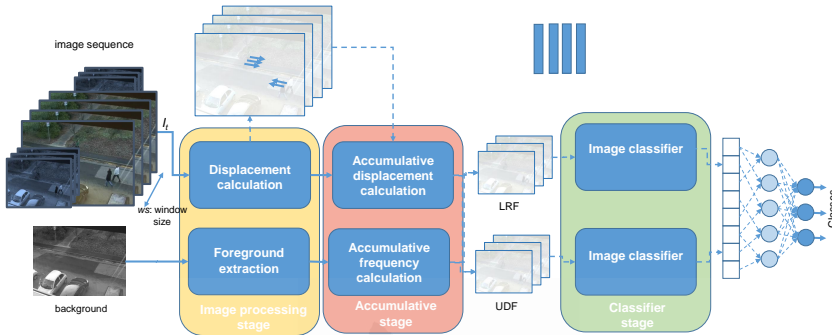 image sequence
I_t
ws: window
size
background
Displacement
calculation
Foreground
extraction
Image processing
stage
Accumulative
displacement
calculation
Accumulative
frequency
calculation
Accumulative
stage
LRF
UDF
Image classifier
Image classifier
Classifier
stage